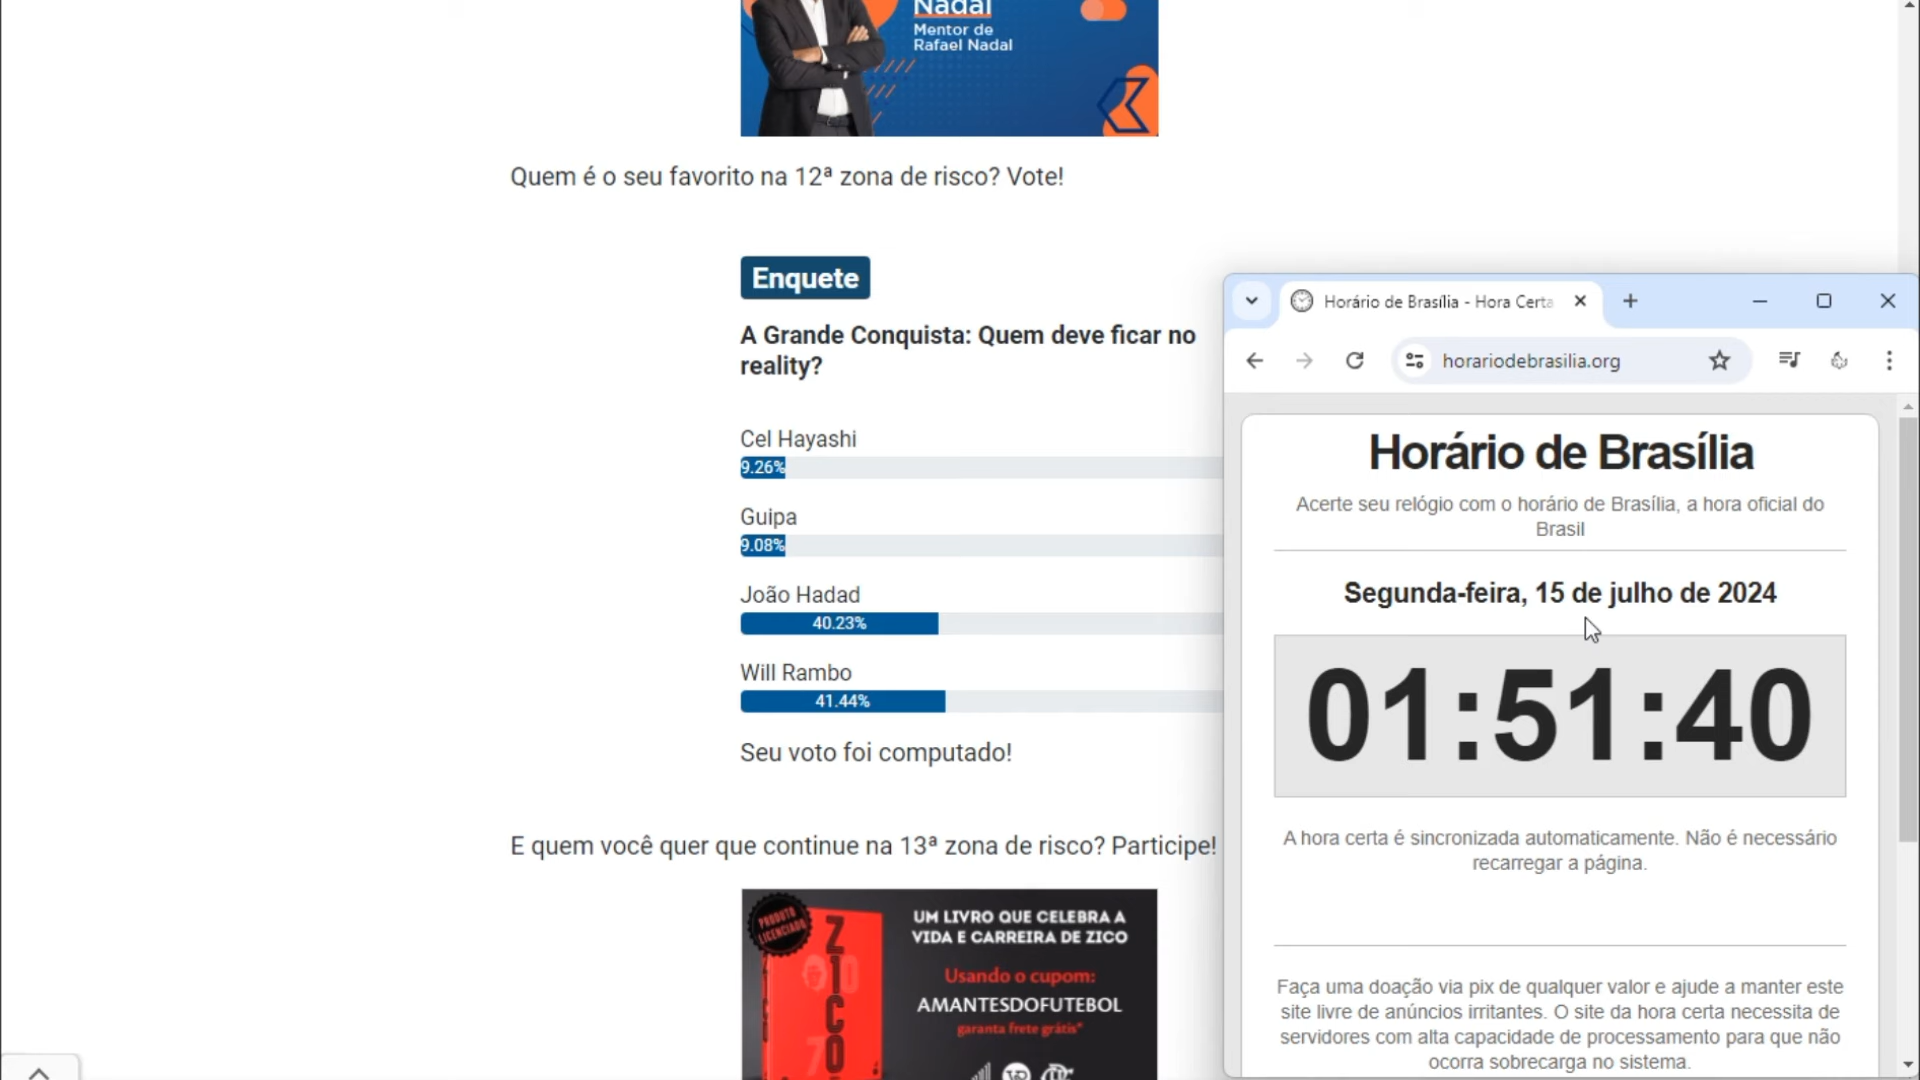 Nadal
Mentor de
Rafael Nadal
Quem é o seu favorito na 12ª zona de risco? Vote!
Enquete
A Grande Conquista: Quem deve ficar no
reality?
Cel Hayashi
9.26%
Guipa
9.08%
João Hadad
40.23%
Will Rambo
41.44%
Seu voto foi computado!
E quem você quer que continue na 13ª zona de risco? Participe!
PRODUTO
LICENCIADO
ZICO
UM LIVRO QUE CELEBRA A
VIDA E CARREIRA DE ZICO
Usando o cupom:
AMANTESDOFUTEBOL
garanta frete grátis*
Horário de Brasília - Hora Certa
horariodebrasilia.org
Horário de Brasília
Acerte seu relógio com o horário de Brasília, a hora oficial do
Brasil
Segunda-feira, 15 de julho de 2024
01:51:40
A hora certa é sincronizada automaticamente. Não é necessário
recarregar a página.
Faça uma doação via pix de qualquer valor e ajude a manter este
site livre de anúncios irritantes. O site da hora certa necessita de
servidores com alta capacidade de processamento para que não
ocorra sobrecarga no sistema.